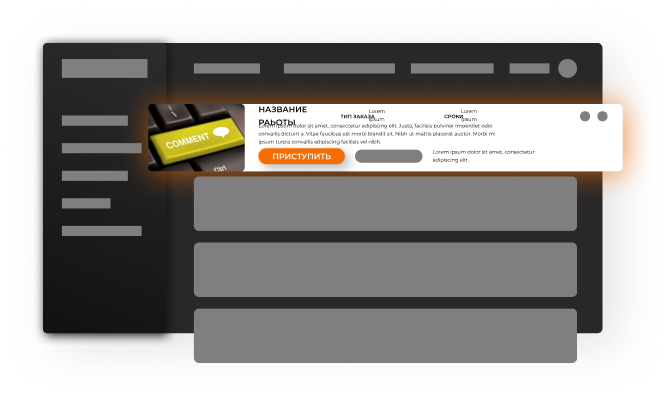 COMMENT
Ctrl
НАЗВАНИЕ
РАБОТЫ
ТИП ЗАКАЗА
Lorem
ipsum
СРОКИ
Lorem
ipsum
Lorem ipsum dolor sit amet, consectetur adipiscing elit. Justo, facilisis pulvinar imperdiet odio
convallis dictum a. Vitae faucibus est morbi blandit sit. Nibh ut mattis placerat auctor. Morbi mi
ipsum turpis convallis adipiscing facilisis vel nibh.
ПРИСТУПИТЬ
Lorem ipsum dolor sit amet, consectetur
adipiscing elit.